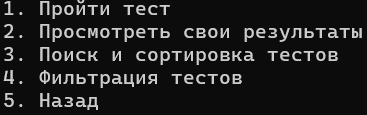 1. Пройти тест
2. Просмотреть свои результаты
3. Поиск и сортировка тестов
4. Фильтрация тестов
5. Назад